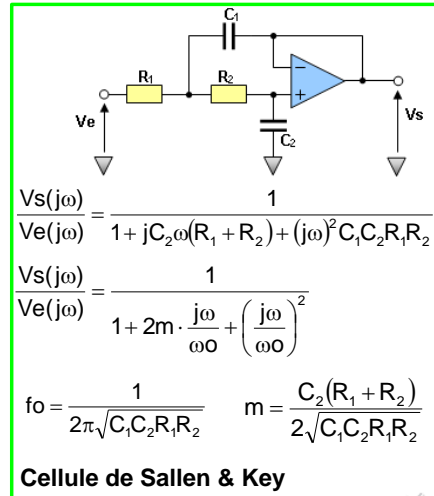 C₁
R₁ R₂
− +
Ve C₂ Vs
Vs(jω)/Ve(jω) = 1/(1 + jC₂ω(R₁ + R₂) + (jω)²C₁C₂R₁R₂)
Vs(jω)/Ve(jω) = 1/(1 + 2m · jω/ωo + (jω/ωo)²)
fo = 1/(2π√(C₁C₂R₁R₂)) m = C₂(R₁ + R₂)/(2√(C₁C₂R₁R₂))
Cellule de Sallen & Key